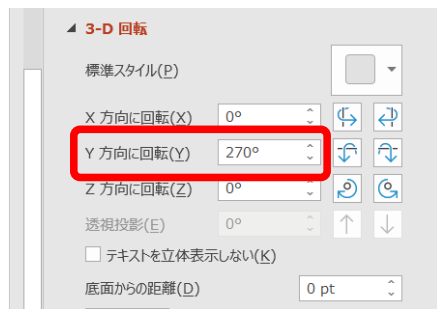 3-D 回転
標準スタイル(P)
X 方向に回転(X) 0°
Y 方向に回転(Y) 270°
Z 方向に回転(Z) 0°
透視投影(E) 0°
テキストを立体表示しない(K)
底面からの距離(D) 0 pt